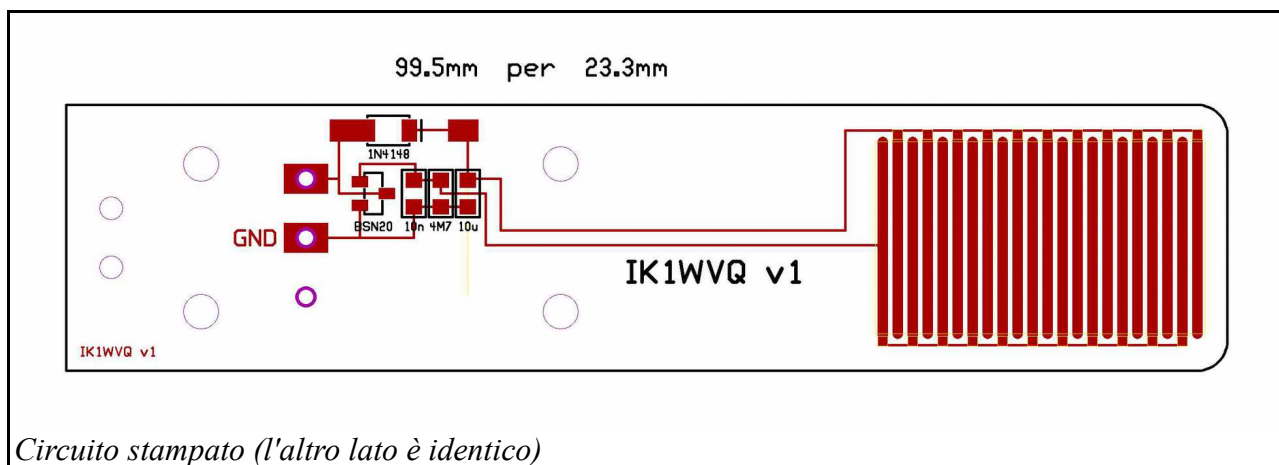 99.5mm per 23.3mm
1N4148
BSN20 10n 4M7 10u
GND
IK1WVQ v1
IK1WVQ v1
Circuito stampato (l'altro lato è identico)